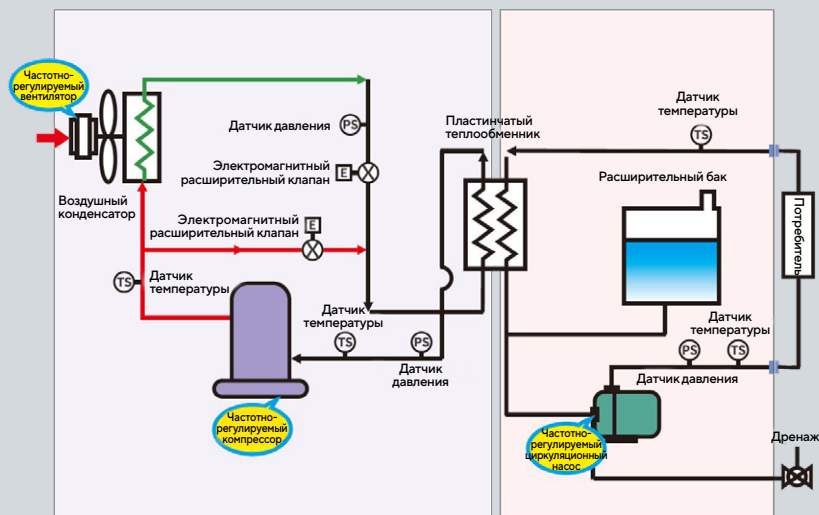 Частотно-
регулируемый
вентилятор
Воздушный
конденсатор
Датчик давления
PS
Электромагнитный
расширительный клапан
E
Электромагнитный
расширительный клапан
E
TS
Датчик
температуры
Датчик
температуры
TS
PS
Датчик
давления
Частотно-
регулируемый
компрессор
Пластинчатый
теплообменник
Датчик
температуры
TS
Расширительный бак
Потребитель
Датчик
температуры
PS
TS
Датчик давления
Частотно-
регулируемый
циркуляционный
насос
Дренаж